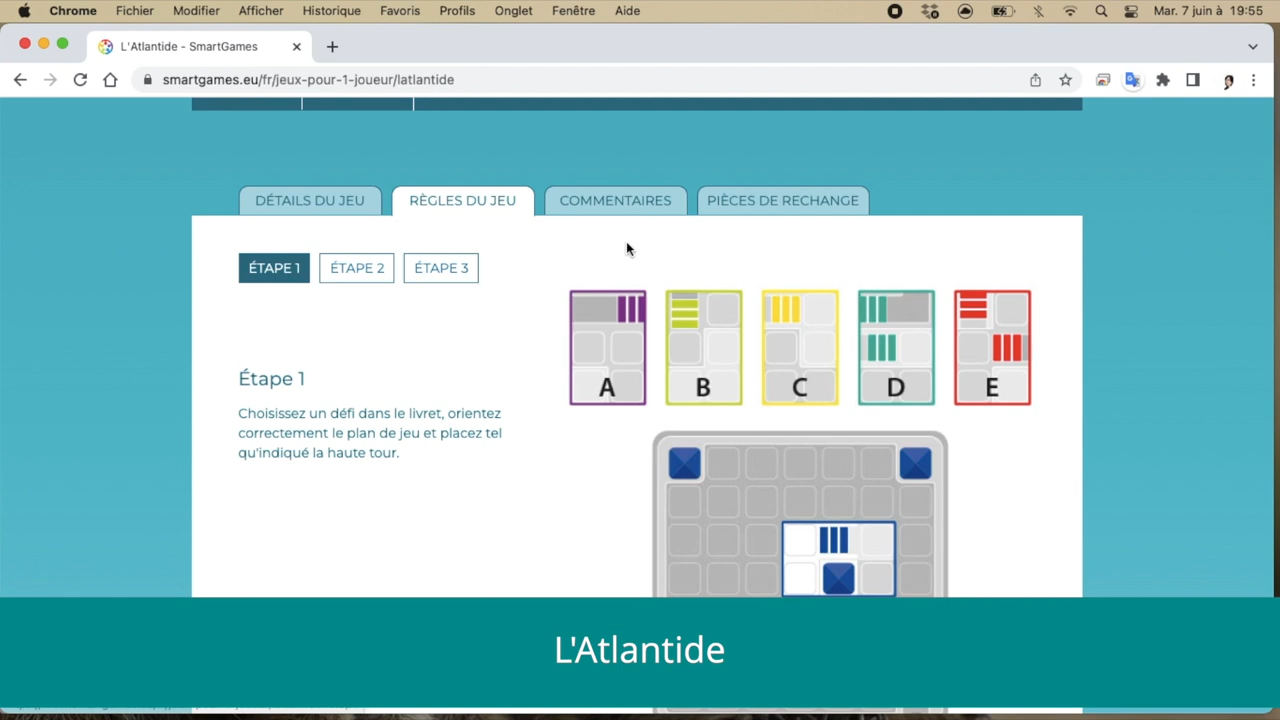 Chrome Fichier Modifier Afficher Historique Favoris Profils Onglet Fenêtre Aide Mar. 7 juin à 19:55
L'Atlantide - SmartGames
smartgames.eu/fr/jeux-pour-1-joueur/latlantide
DÉTAILS DU JEU RÈGLES DU JEU COMMENTAIRES PIÈCES DE RECHANGE
ÉTAPE 1 ÉTAPE 2 ÉTAPE 3
A B C D E
Étape 1
Choisissez un défi dans le livret, orientez
correctement le plan de jeu et placez tel
qu'indiqué la haute tour.
L'Atlantide